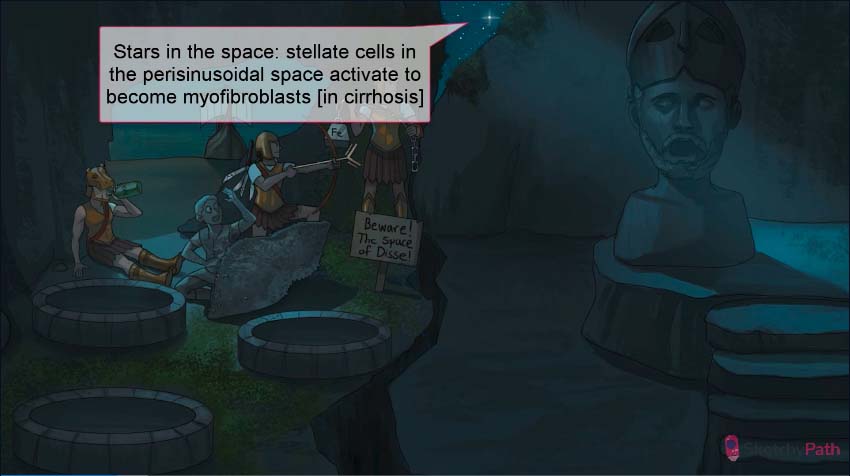 Stars in the space: stellate cells in
the perisinusoidal space activate to
become myofibroblasts [in cirrhosis]
Fe
Beware!
The space
of Disse!
SketchyPath